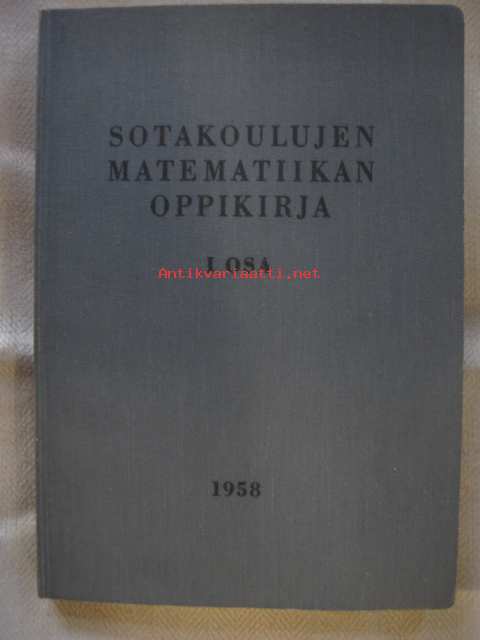 SOTAKOULUJEN
MATEMATIIKAN
OPPIKIRJA
I OSA
Antikvariaatti.net
1958